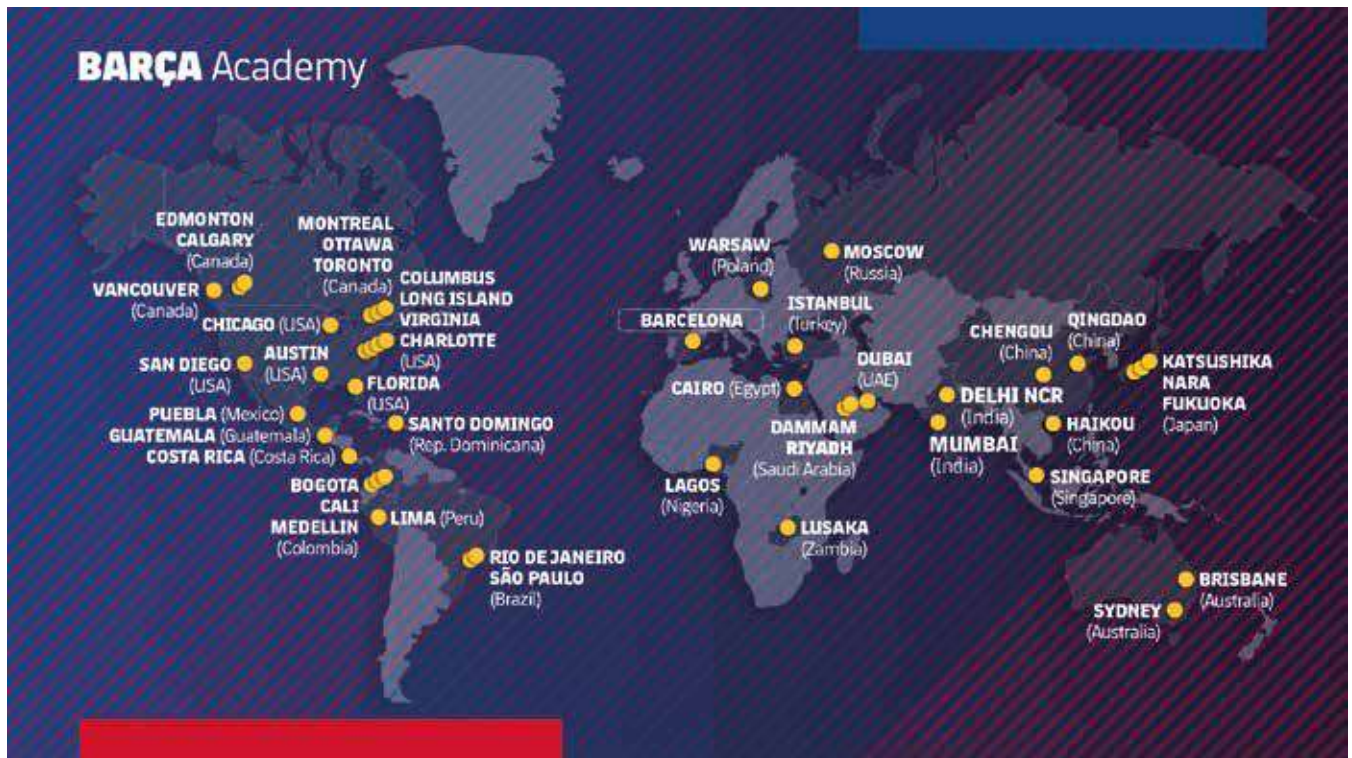 BARÇA Academy
EDMONTON
CALGARY
(Canada)
MONTREAL
OTTAWA
TORONTO
(Canada)
VANCOUVER
(Canada)
COLUMBUS
LONG ISLAND
VIRGINIA
CHARLOTTE
(USA)
CHICAGO (USA)
SAN DIEGO
(USA)
AUSTIN
(USA)
FLORIDA
(USA)
PUEBLA (Mexico)
GUATEMALA (Guatemala)
COSTA RICA (Costa Rica)
SANTO DOMINGO
(Rep. Dominicana)
BOGOTA
CALI
MEDELLIN
(Colombia)
LIMA (Peru)
RIO DE JANEIRO
SÃO PAULO
(Brazil)
WARSAW
(Poland)
MOSCOW
(Russia)
BARCELONA
ISTANBUL
(Turkey)
CAIRO (Egypt)
DUBAI
(UAE)
DAMMAM
RIYADH
(Saudi Arabia)
LAGOS
(Nigeria)
LUSAKA
(Zambia)
CHENGDU
(China)
QINGDAO
(China)
KATSUSHIKA
NARA
FUKUOKA
(Japan)
DELHI NCR
(India)
MUMBAI
(India)
HAIKOU
(China)
SINGAPORE
(Singapore)
BRISBANE
(Australia)
SYDNEY
(Australia)